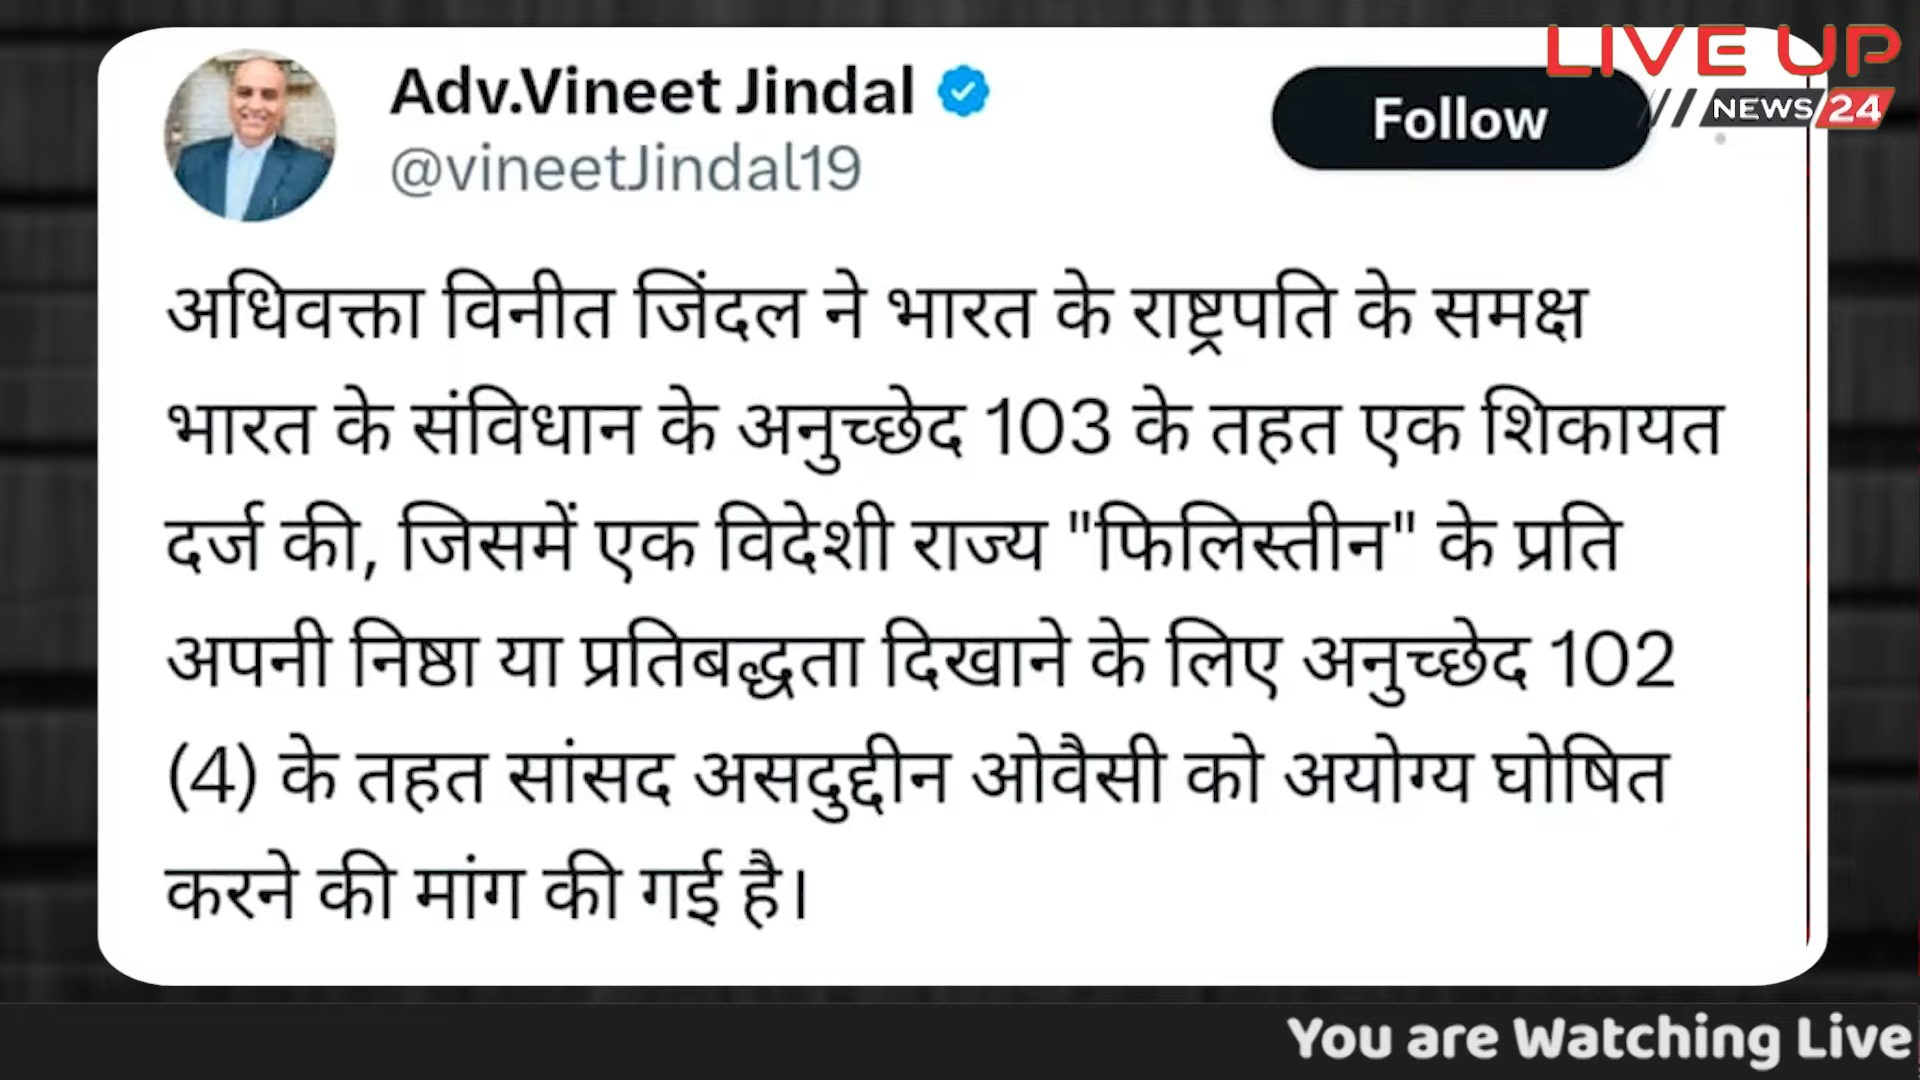 LIVE UP
NEWS/24
Adv.Vineet Jindal
@vineetJindal19
Follow
अधिवक्ता विनीत जिंदल ने भारत के राष्ट्रपति के समक्ष
भारत के संविधान के अनुच्छेद 103 के तहत एक शिकायत
दर्ज की, जिसमें एक विदेशी राज्य "फिलिस्तीन" के प्रति
अपनी निष्ठा या प्रतिबद्धता दिखाने के लिए अनुच्छेद 102
(4) के तहत सांसद असदुद्दीन ओवैसी को अयोग्य घोषित
करने की मांग की गई है।
You are Watching Live